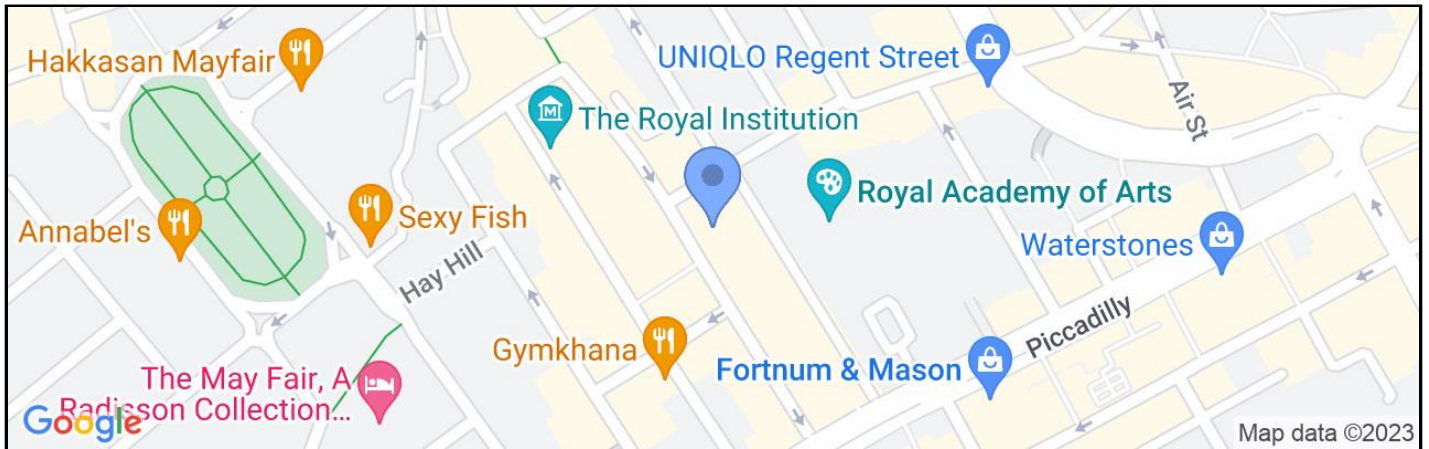 Hakkasan Mayfair
UNIQLO Regent Street
Air St
The Royal Institution
Royal Academy of Arts
Annabel's
Sexy Fish
Waterstones
Hay Hill
Piccadilly
Gymkhana
Fortnum & Mason
The May Fair, A
Radisson Collection...
Google
Map data ©2023